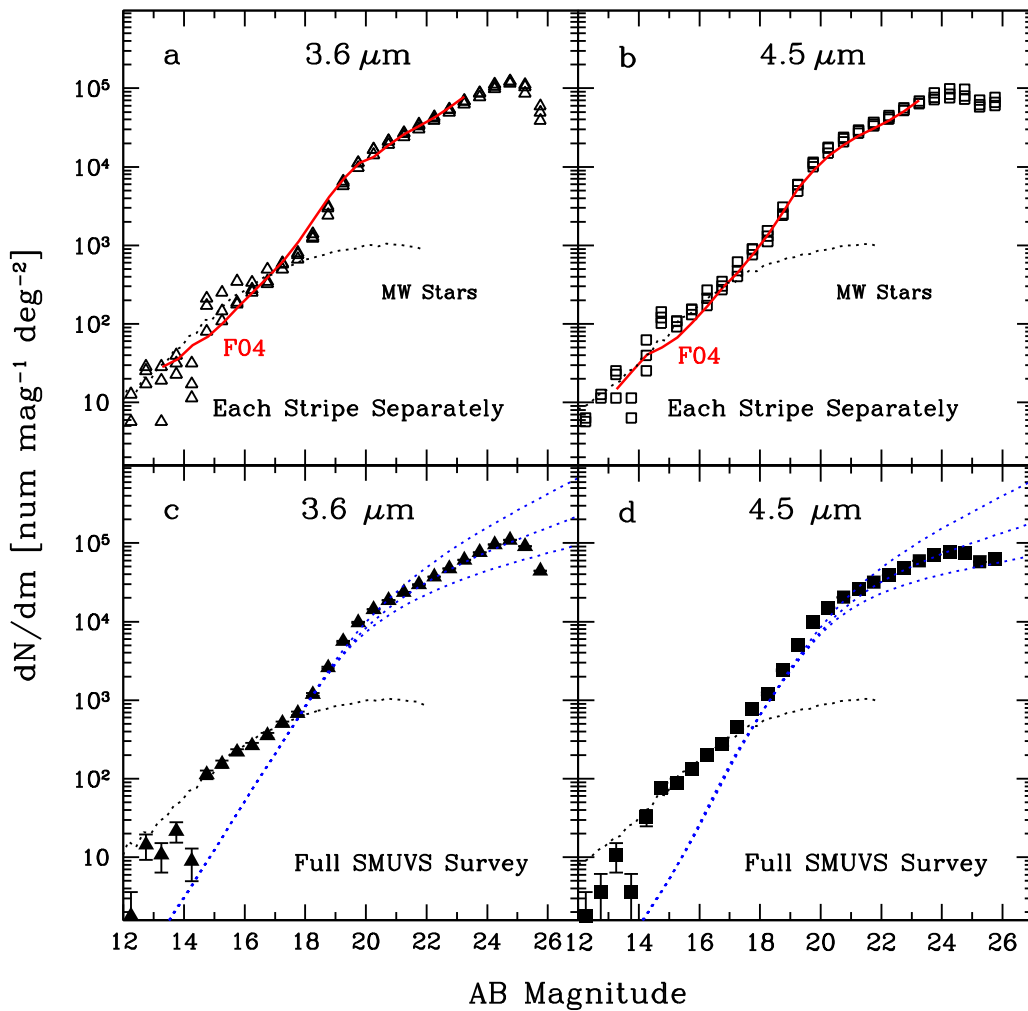 a 3.6 μm
b 4.5 μm
10⁵
10⁴
10³
10²
10
MW Stars
MW Stars
F04
F04
Each Stripe Separately
Each Stripe Separately
dN/dm [num mag⁻¹ deg⁻²]
c 3.6 μm
d 4.5 μm
10⁵
10⁴
10³
10²
10
Full SMUVS Survey
Full SMUVS Survey
12 14 16 18 20 22 24 26 12 14 16 18 20 22 24 26
AB Magnitude